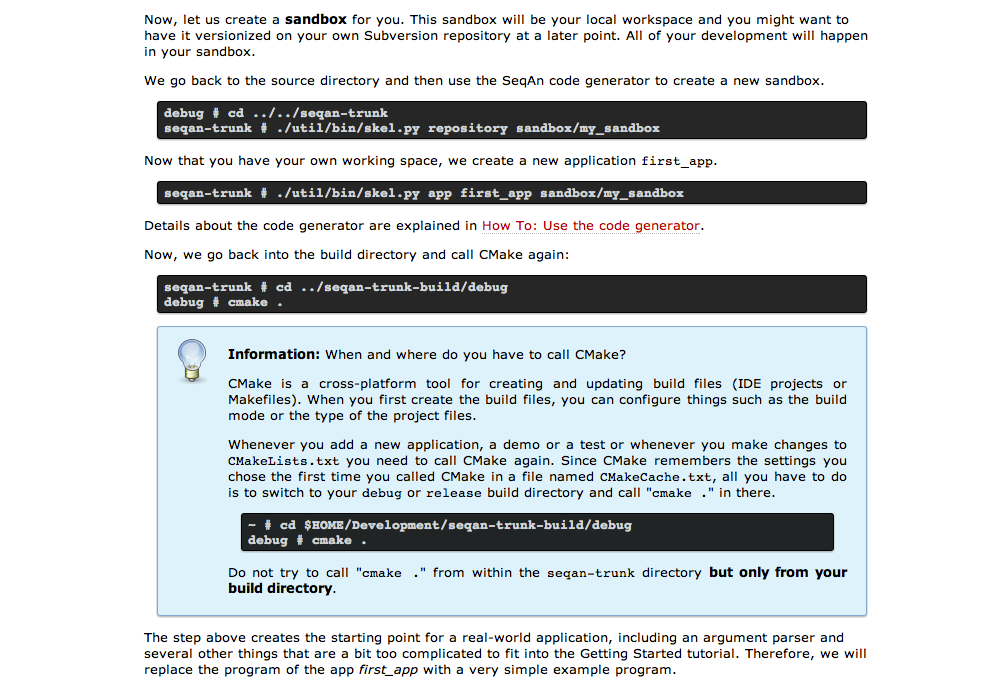 Now, let us create a sandbox for you. This sandbox will be your local workspace and you might want to
have it versionized on your own Subversion repository at a later point. All of your development will happen
in your sandbox.
We go back to the source directory and then use the SeqAn code generator to create a new sandbox.
debug # cd ../../seqan-trunk
seqan-trunk # ./util/bin/skel.py repository sandbox/my_sandbox
Now that you have your own working space, we create a new application first_app.
seqan-trunk # ./util/bin/skel.py app first_app sandbox/my_sandbox
Details about the code generator are explained in How To: Use the code generator.
Now, we go back into the build directory and call CMake again:
seqan-trunk # cd ../seqan-trunk-build/debug
debug # cmake .
Information: When and where do you have to call CMake?
CMake is a cross-platform tool for creating and updating build files (IDE projects or
Makefiles). When you first create the build files, you can configure things such as the build
mode or the type of the project files.
Whenever you add a new application, a demo or a test or whenever you make changes to
CMakeLists.txt you need to call CMake again. Since CMake remembers the settings you
chose the first time you called CMake in a file named CMakeCache.txt, all you have to do
is to switch to your debug or release build directory and call "cmake ." in there.
~ # cd $HOME/Development/seqan-trunk-build/debug
debug # cmake .
Do not try to call "cmake ." from within the seqan-trunk directory but only from your
build directory.
The step above creates the starting point for a real-world application, including an argument parser and
several other things that are a bit too complicated to fit into the Getting Started tutorial. Therefore, we will
replace the program of the app first_app with a very simple example program.